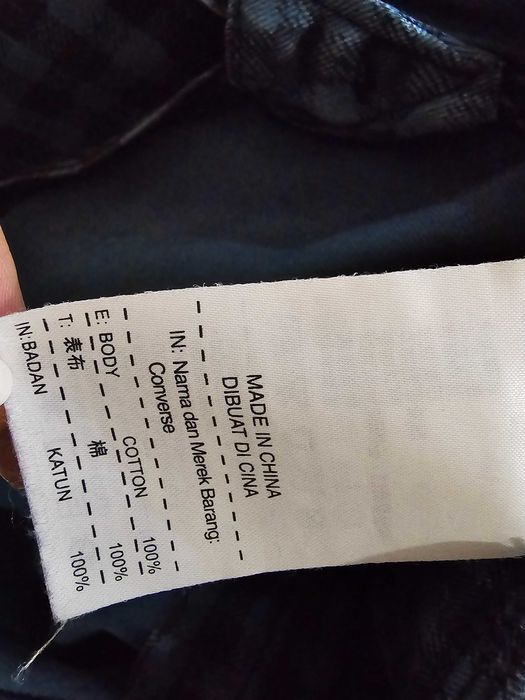 MADE IN CHINA
DIBUAT DI CINA
IN: Nama dan Merek Barang:
Converse
E: BODY COTTON 100%
T: 表布 棉 100%
IN:BADAN KATUN 100%